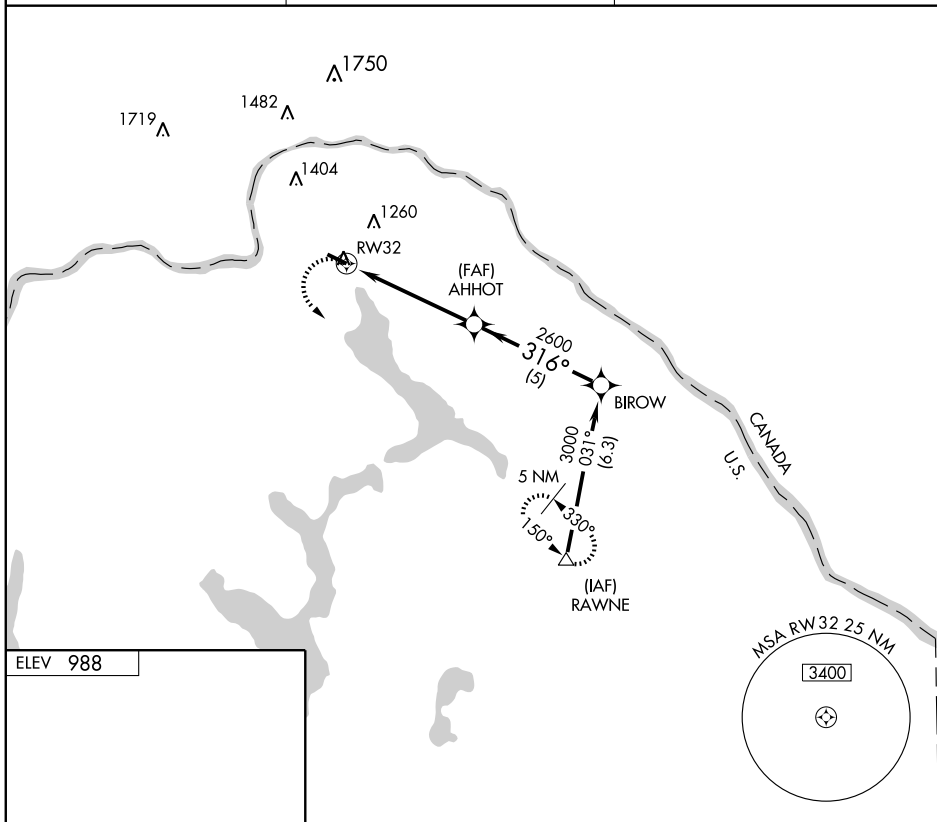 1750
1482
1719
1404
1260
RW32
(FAF)
AHHOT
2600
316°
(5)
BIROW
CANADA
U.S.
3000
031°
(6.3)
5 NM
330°
150°
(IAF)
RAWNE
MSA RW32 25 NM
3400
ELEV 988